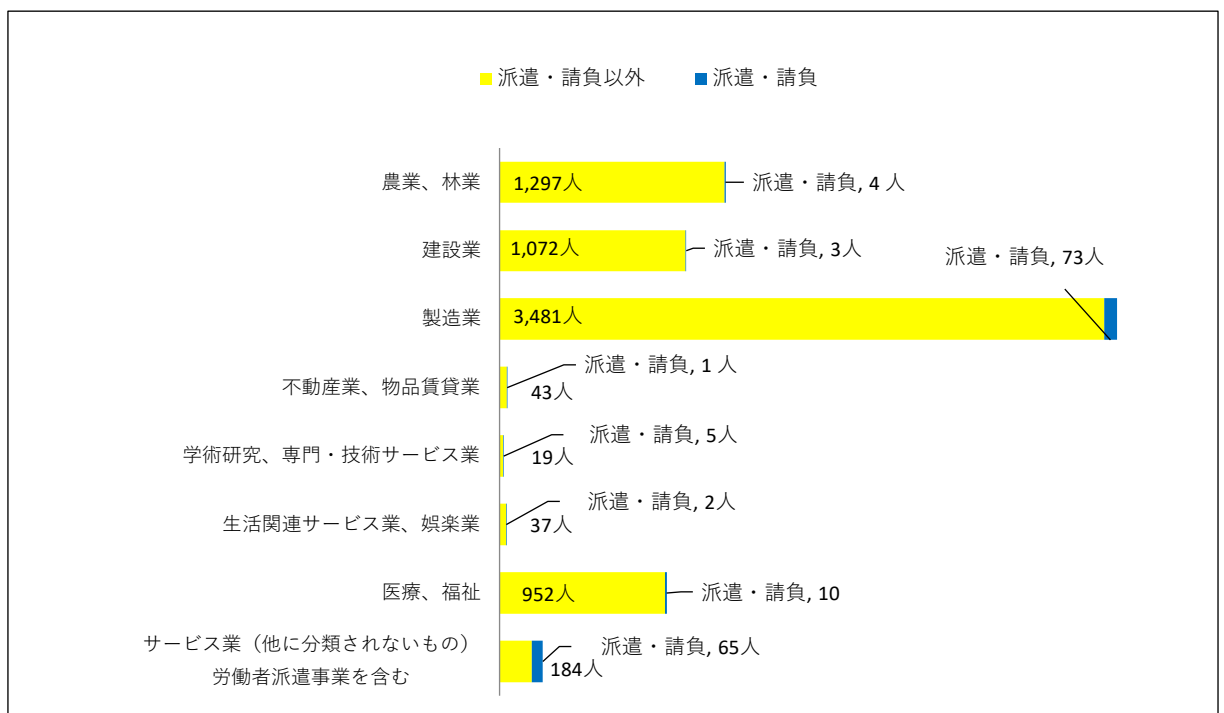 派遣・請負以外 派遣・請負
農業、林業 1,297人 派遣・請負, 4 人
建設業 1,072人 派遣・請負, 3人
派遣・請負, 73人
製造業 3,481人
派遣・請負, 1 人
不動産業、物品賃貸業 43人
派遣・請負, 5人
学術研究、専門・技術サービス業 19人
派遣・請負, 2人
生活関連サービス業、娯楽業 37人
医療、福祉 952人 派遣・請負, 10
サービス業（他に分類されないもの） 派遣・請負, 65人
労働者派遣事業を含む 184人